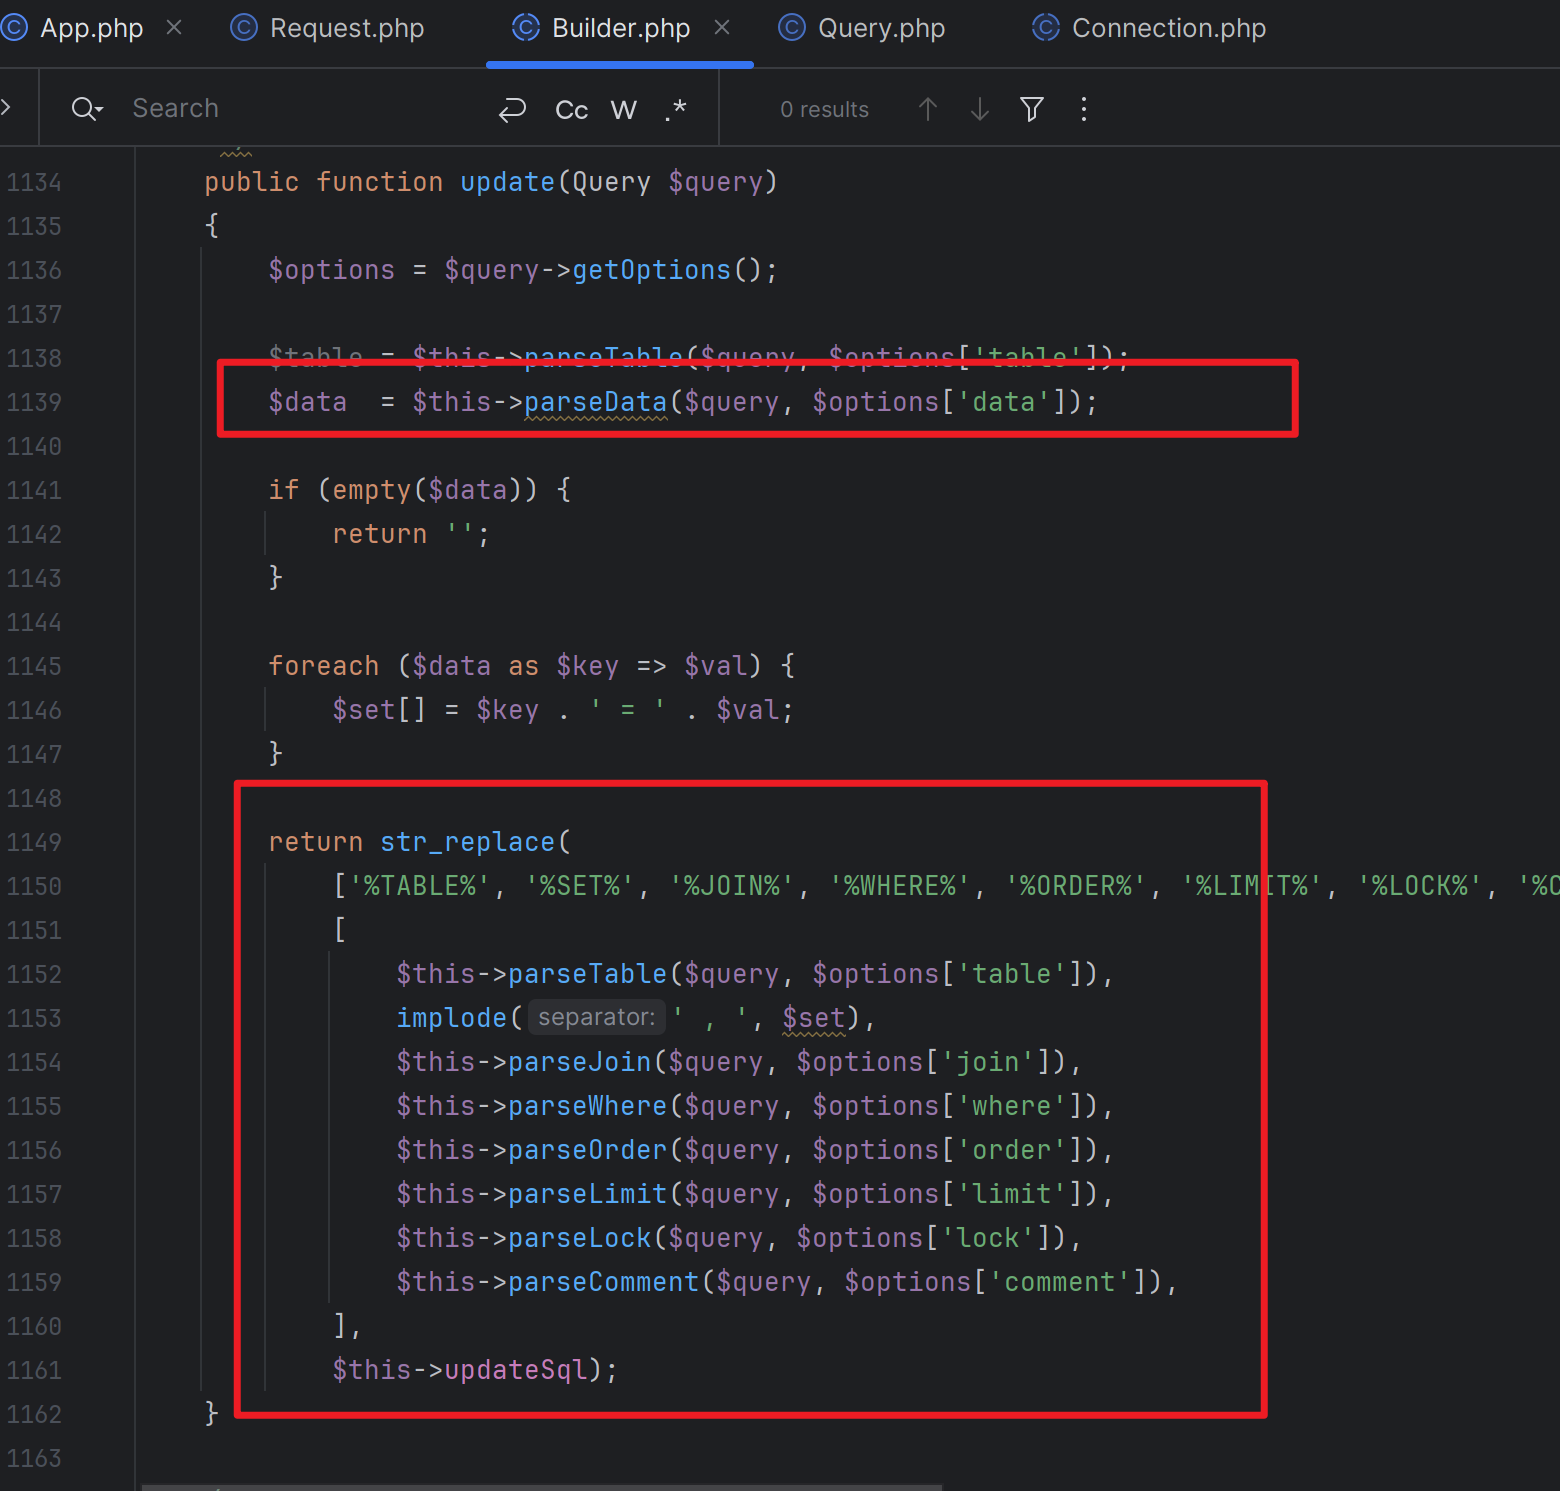 App.php Request.php Builder.php Query.php Connection.php
Search Cc W .* 0 results
1134 public function update(Query $query)
1135 {
1136 $options = $query->getOptions();
1137
1138 $table = $this->parseTable($query, $options['table']);
1139 $data  = $this->parseData($query, $options['data']);
1140
1141 if (empty($data)) {
1142 return '';
1143 }
1144
1145 foreach ($data as $key => $val) {
1146 $set[] = $key . ' = ' . $val;
1147 }
1148
1149 return str_replace(
1150 ['%TABLE%', '%SET%', '%JOIN%', '%WHERE%', '%ORDER%', '%LIMIT%', '%LOCK%', '%C
1151 [
1152 $this->parseTable($query, $options['table']),
1153 implode( separator: ' , ', $set),
1154 $this->parseJoin($query, $options['join']),
1155 $this->parseWhere($query, $options['where']),
1156 $this->parseOrder($query, $options['order']),
1157 $this->parseLimit($query, $options['limit']),
1158 $this->parseLock($query, $options['lock']),
1159 $this->parseComment($query, $options['comment']),
1160 ],
1161 $this->updateSql);
1162 }
1163